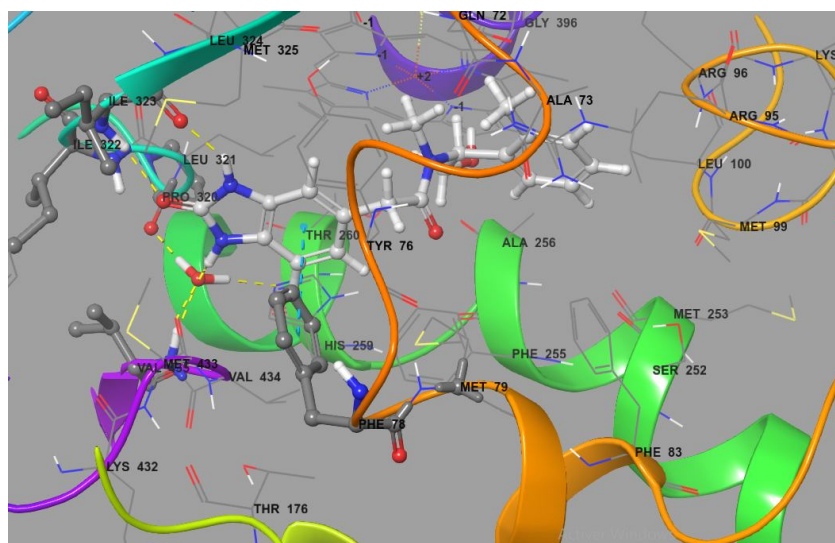 GLN 72
GLY 396
LEU 324
MET 325
-1
-1
+2
-1
ARG 96
LYS
ILE 323
ALA 73
ARG 95
ILE 322
LEU 321
LEU 100
PRO 320
THR 260
TYR 76
ALA 256
MET 99
MET 253
HIS 259
PHE 255
SER 252
MET 433
VAL 434
MET 79
PHE 78
PHE 83
LYS 432
THR 176